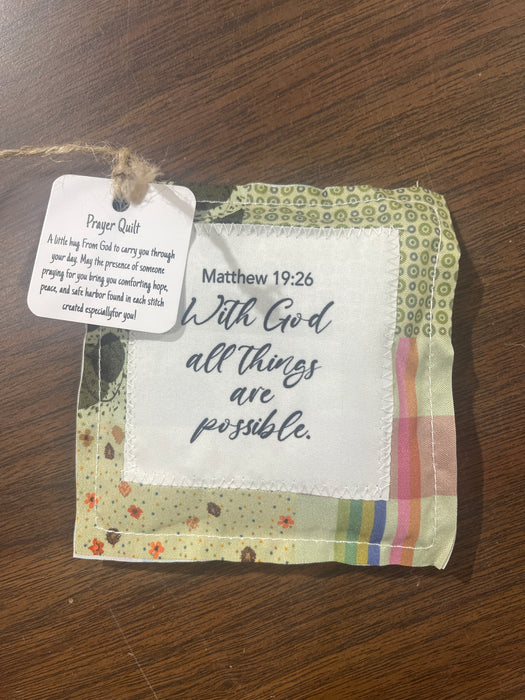 Prayer Quilt
A little hug From God to carry you through
your day. May the presence of someone
praying for you bring you comforting hope,
peace, and safe harbor found in each stitch
created especiallyfor you!
Matthew 19:26
With God
all things
are
possible.